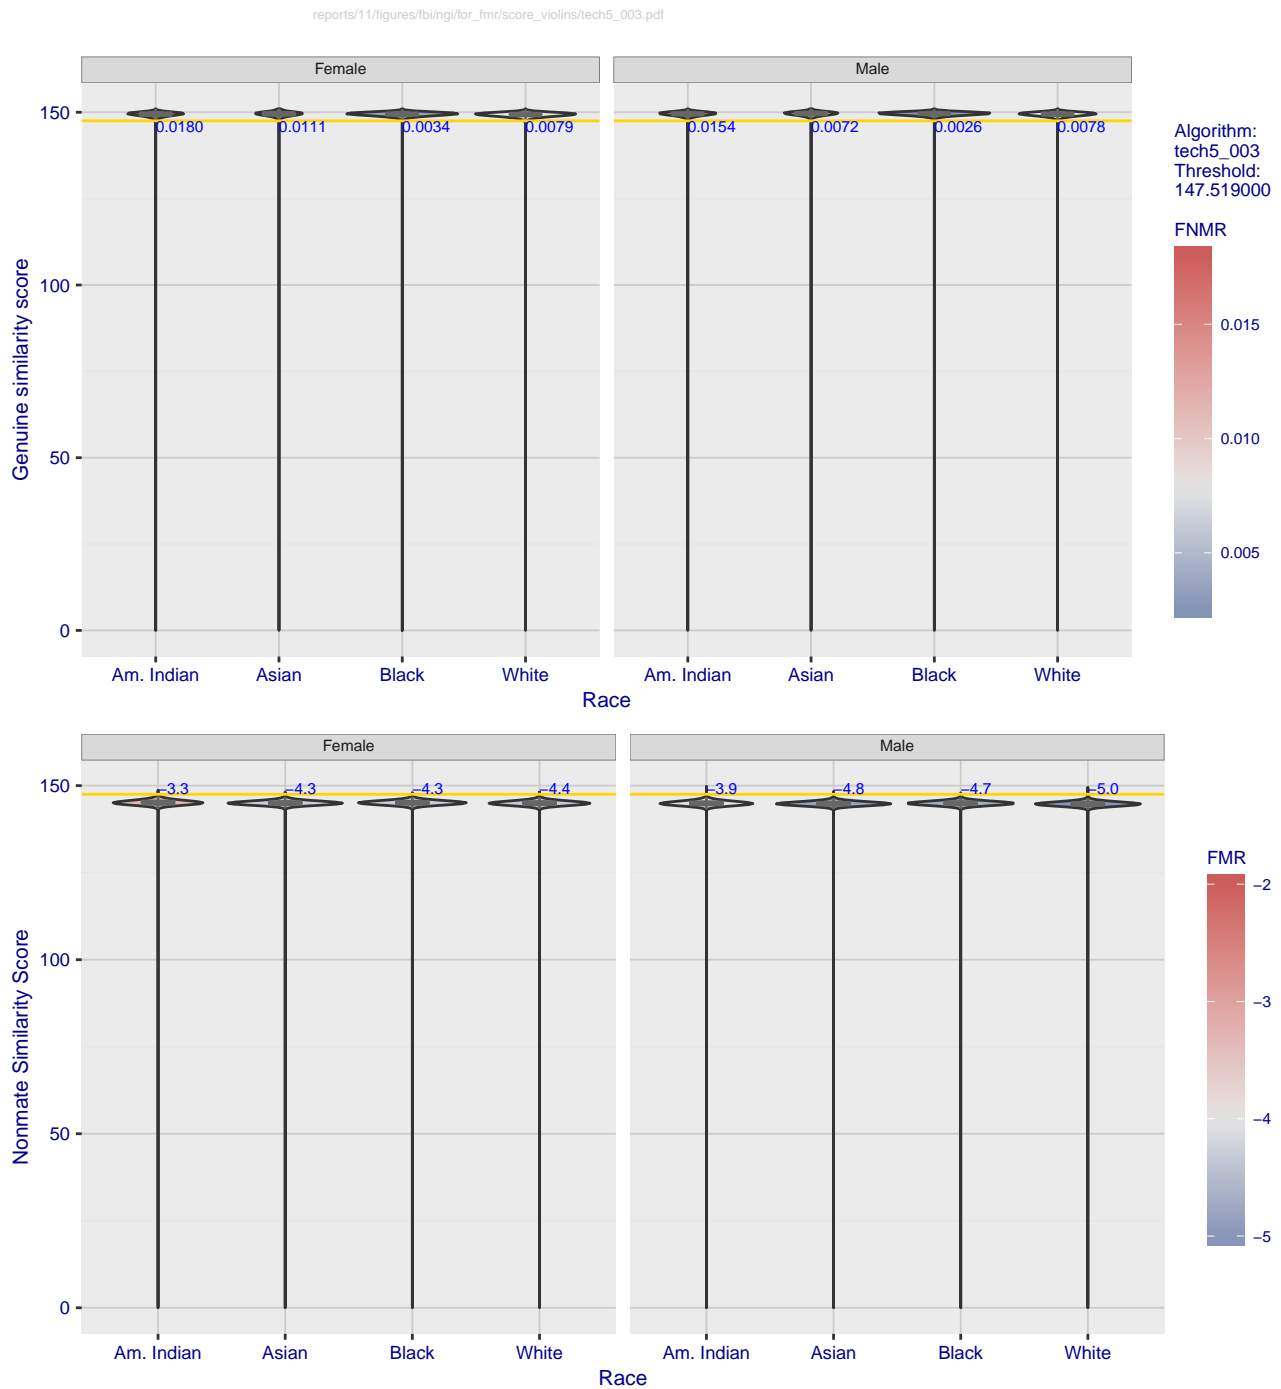 reports/11/figures/fbi/ngi/for_fmr/score_violins/tech5_003.pdf
Female
Male
150
100
50
0
Genuine similarity score
0.0180
0.0111
0.0034
0.0079
0.0154
0.0072
0.0026
0.0078
Am. Indian
Asian
Black
White
Am. Indian
Asian
Black
White
Race
Algorithm:
tech5_003
Threshold:
147.519000
FNMR
0.015
0.010
0.005
Female
Male
150
100
50
0
Nonmate Similarity Score
−3.3
−4.3
−4.3
−4.4
−3.9
−4.8
−4.7
−5.0
Am. Indian
Asian
Black
White
Am. Indian
Asian
Black
White
Race
FMR
−2
−3
−4
−5